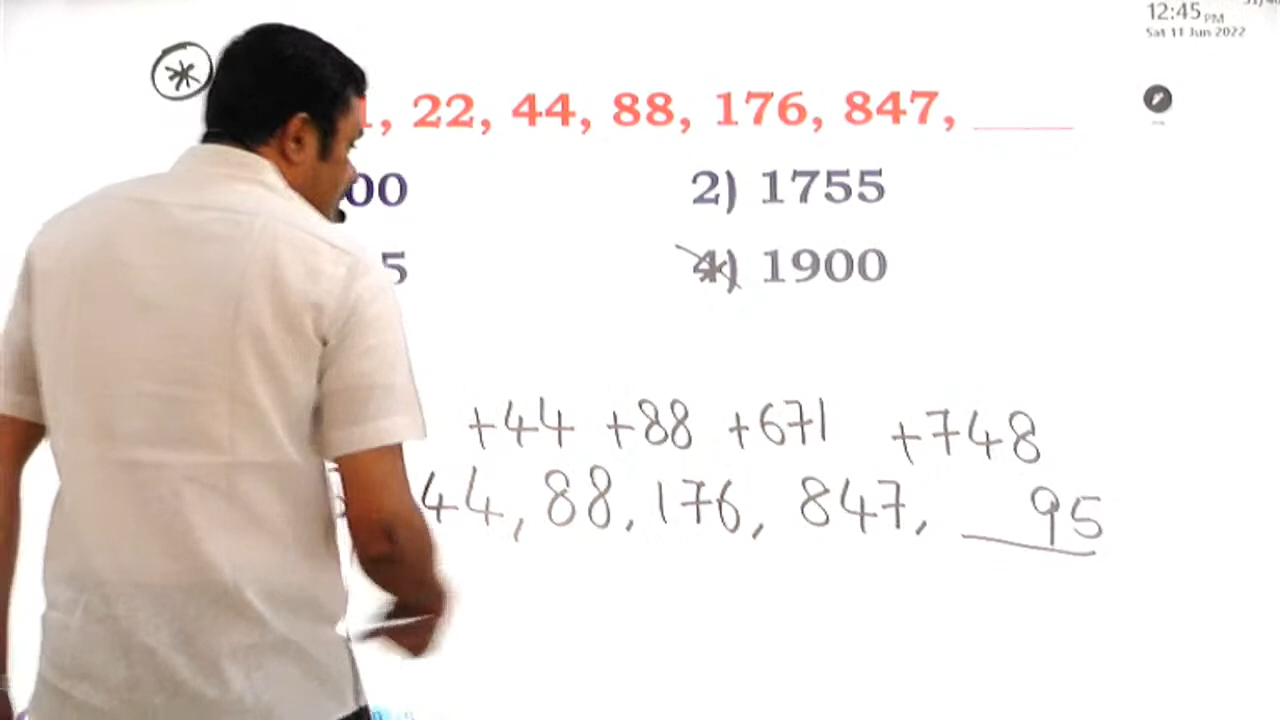 12:45 PM
Sat 11 Jun 2022
1, 22, 44, 88, 176, 847, ____
00
2) 1755
5
4) 1900
+44 +88 +671 +748
44, 88, 176, 847, 95